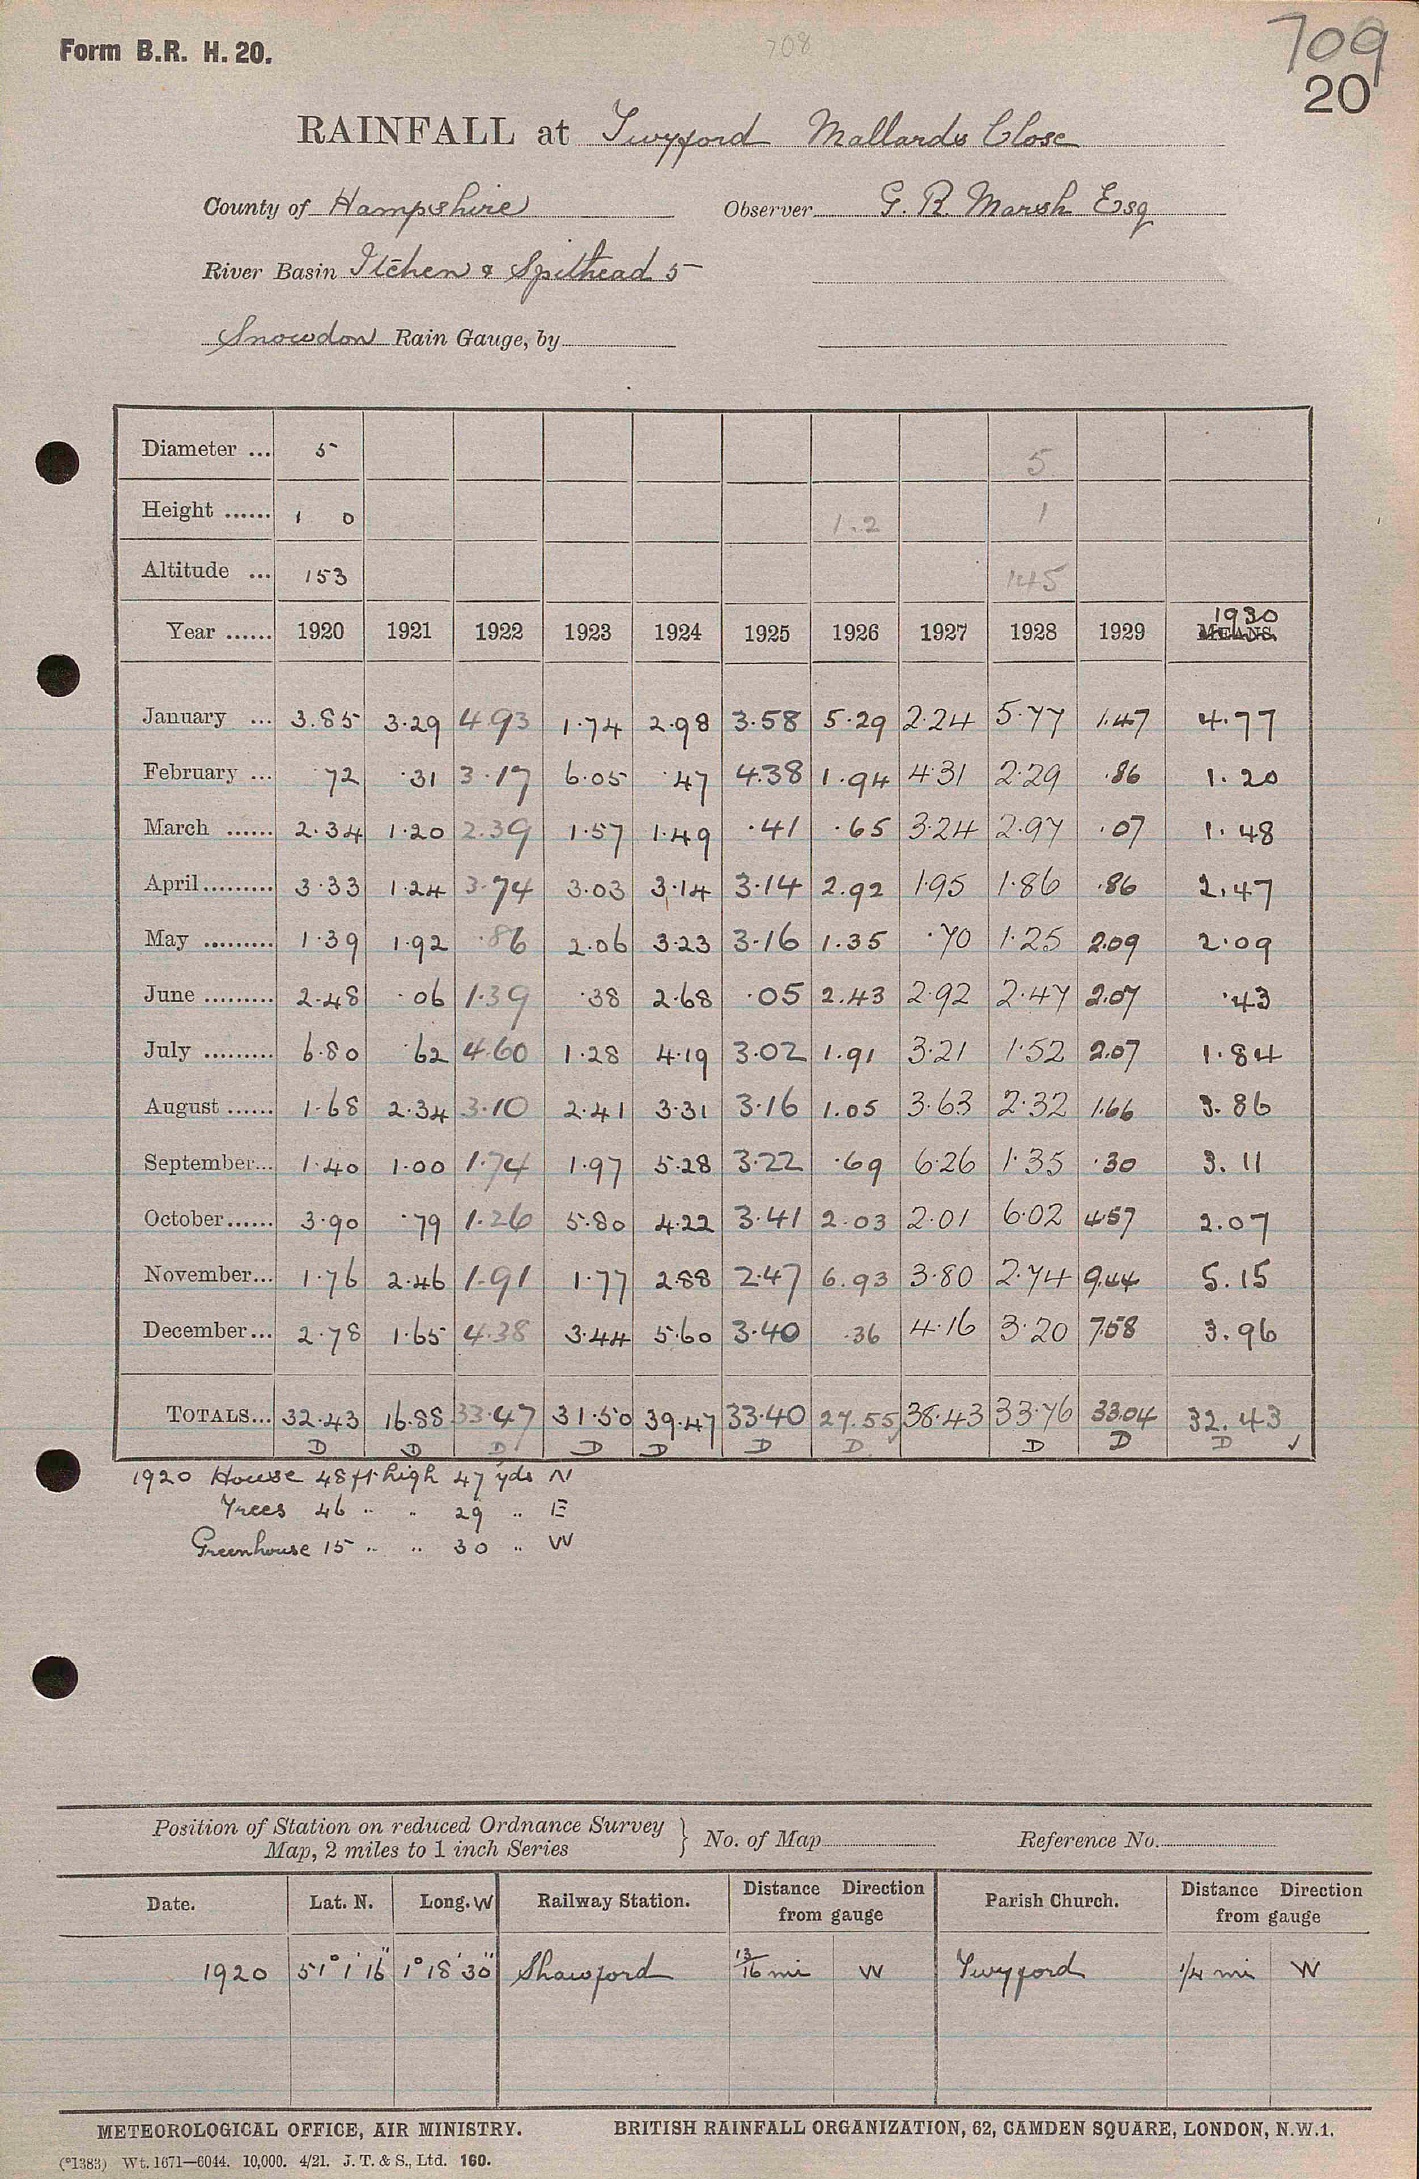 Form B.R. H. 20.
708
709
20
RAINFALL at Twyford Mallards Close
County of Hampshire Observer G. R. Marsh Esq
River Basin Itchen & Spithead 5
Snowdon Rain Gauge, by
Diameter ... 5 5
Height ...... 1 0 1.2 1
Altitude ... 153 145
Year ...... 1920 1921 1922 1923 1924 1925 1926 1927 1928 1929 1930 MEANS.
January ... 3.85 3.29 4.93 1.74 2.98 3.58 5.29 2.24 5.77 1.47 4.77
February ... .72 .31 3.17 6.05 .47 4.38 1.94 4.31 2.29 .86 1.20
March ...... 2.34 1.20 2.39 1.57 1.49 .41 .65 3.24 2.97 .07 1.48
April ......... 3.33 1.24 3.74 3.03 3.14 3.14 2.92 1.95 1.86 .86 2.47
May ......... 1.39 1.92 .86 2.06 3.23 3.16 1.35 .70 1.25 2.09 2.09
June ......... 2.48 .06 1.39 .38 2.68 .05 2.43 2.92 2.47 2.07 .43
July ......... 6.80 .62 4.60 1.28 4.19 3.02 1.91 3.21 1.52 2.07 1.84
August ...... 1.68 2.34 3.10 2.41 3.31 3.16 1.05 3.63 2.32 1.66 3.86
September... 1.40 1.00 1.74 1.97 5.28 3.22 .69 6.26 1.35 .30 3.11
October...... 3.90 .79 1.26 5.80 4.22 3.41 2.03 2.01 6.02 4.57 2.07
November... 1.76 2.46 1.91 1.77 2.88 2.47 6.93 3.80 2.74 9.44 5.15
December... 2.78 1.65 4.38 3.44 5.60 3.40 .36 4.16 3.20 7.58 3.96
TOTALS... 32.43 16.88 33.47 31.50 39.47 33.40 27.55 38.43 33.76 33.04 32.43
D D D D D D D D D D ✓
1920 House 48 ft high 47 yds N
Trees 46 " " 29 " E
Greenhouse 15 " " 30 " W
Position of Station on reduced Ordnance Survey
Map, 2 miles to 1 inch Series } No. of Map Reference No.
Date. Lat. N. Long. W Railway Station. Distance Direction from gauge Parish Church. Distance Direction from gauge
1920 51° 1' 16" 1° 18' 30" Shawford 13/16 mi W Twyford 1/4 mi W
METEOROLOGICAL OFFICE, AIR MINISTRY. BRITISH RAINFALL ORGANIZATION, 62, CAMDEN SQUARE, LONDON, N.W.1.
(*1383) Wt. 1671—6044. 10,000. 4/21. J. T. & S., Ltd. 160.